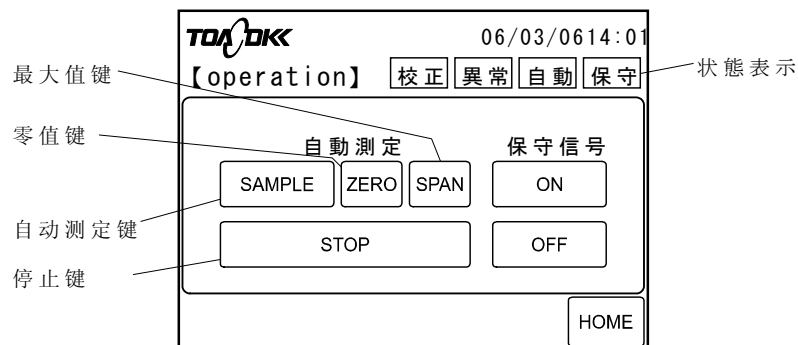 TOADKK 06/03/0614:01
【operation】 校正 異常 自動 保守
状態表示
最大值键
零值键
自動測定 保守信号
SAMPLE ZERO SPAN ON
自动测定键
STOP OFF
停止键
HOME